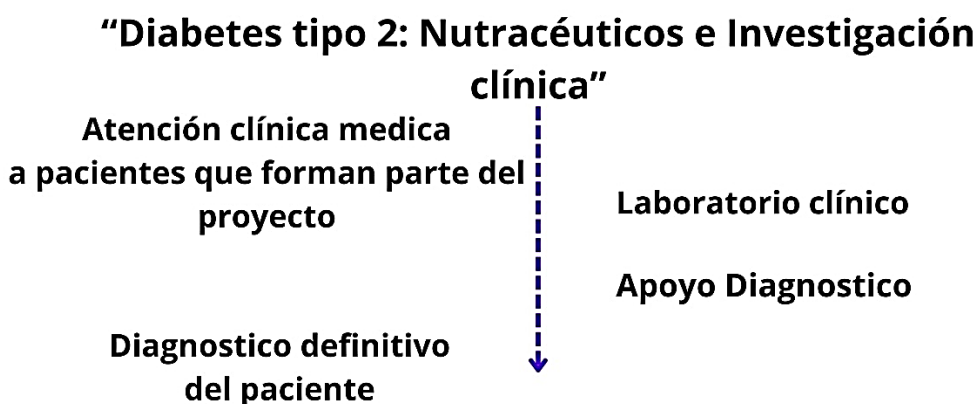 “Diabetes tipo 2: Nutracéuticos e Investigación
clínica”
Atención clínica medica
a pacientes que forman parte del
proyecto
Laboratorio clínico
Apoyo Diagnostico
Diagnostico definitivo
del paciente